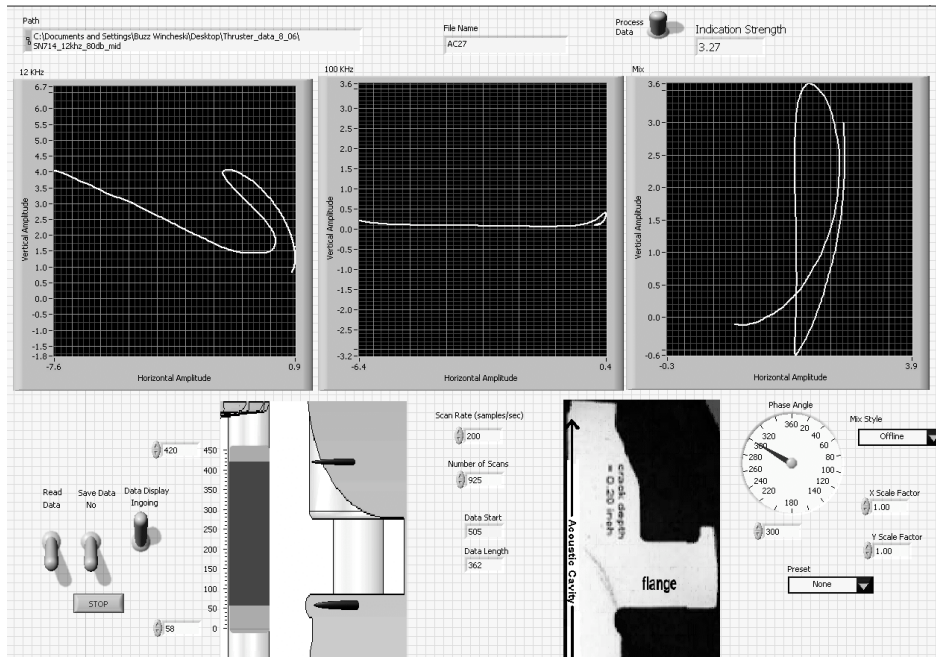 Path
C:\Documents and Settings\Buzz Wincheski\Desktop\Thruster_data_8_06\
SN714_12khz_80db_mid
File Name
AC27
Process
Data
Indication Strength
3.27
12 KHz
6.7
6.0
5.5
5.0
4.5
4.0
3.5
3.0
2.5
2.0
1.5
1.0
0.5
0.0
-0.5
-1.0
-1.5
-1.8
Vertical Amplitude
-7.6
0.9
Horizontal Amplitude
100 KHz
3.6
3.0
2.5
2.0
1.5
1.0
0.5
0.0
-0.5
-1.0
-1.5
-2.0
-2.5
-3.2
Vertical Amplitude
-6.4
0.4
Horizontal Amplitude
Mix
3.6
3.0
2.5
2.0
1.5
1.0
0.5
0.0
-0.6
Vertical Amplitude
-0.3
3.9
Horizontal Amplitude
Read
Data
Save Data
No
Data Display
Ingoing
STOP
420
58
450
400
350
300
250
200
150
100
50
0
Scan Rate (samples/sec)
200
Number of Scans
925
Data Start
505
Data Length
362
Acoustic Cavity
crack depth
= 0.20 inch
flange
Phase Angle
360
20
40
60
80
100
120
140
180
220
240
260
280
320
300
Mix Style
Offline
X Scale Factor
1.00
Y Scale Factor
1.00
Preset
None